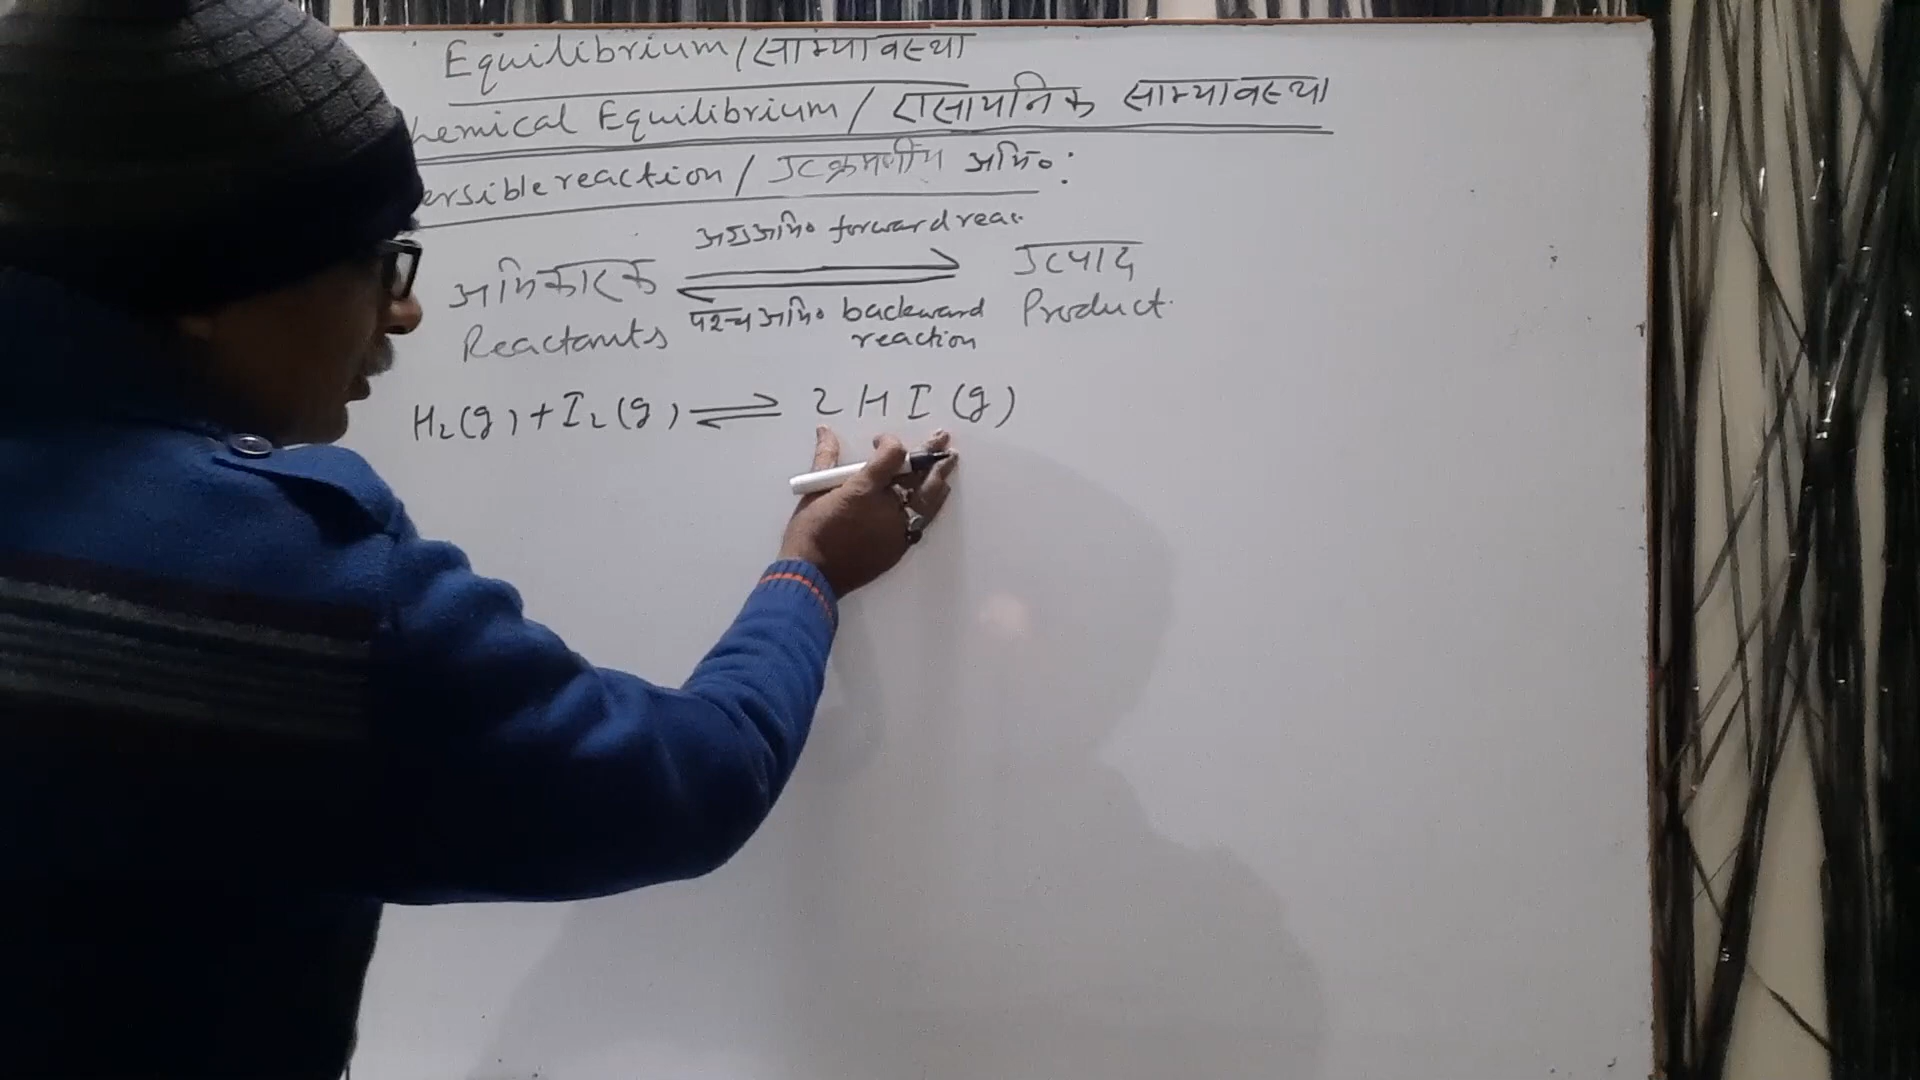 Equilibrium/साम्यावस्था
hemical Equilibrium/रासायनिक साम्यावस्था
ersible reaction/उत्क्रमणीय अभि०:
अग्रअभि० forward reac.
अभिकारक ⇌ उत्पाद
Reactants पश्च अभि० backward reaction Product.
H₂(g)+I₂(g) ⇌ 2HI(g)